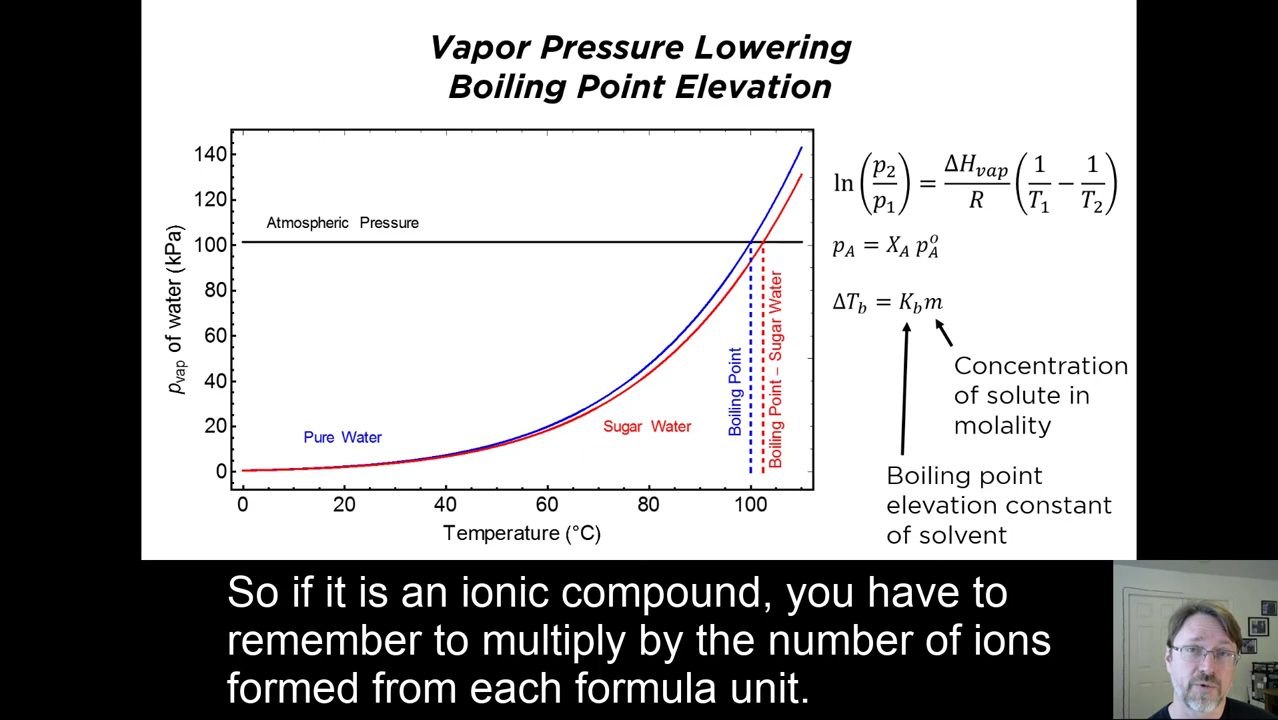 Vapor Pressure Lowering
Boiling Point Elevation
140
120
100
80
60
40
20
0
p_vap of water (kPa)
Atmospheric Pressure
Pure Water
Sugar Water
Boiling Point
Boiling Point – Sugar Water
0 20 40 60 80 100
Temperature (°C)
ln(p₂/p₁) = ΔH_vap/R (1/T₁ − 1/T₂)
p_A = X_A p_A^o
ΔT_b = K_b m
Concentration
of solute in
molality
Boiling point
elevation constant
of solvent
So if it is an ionic compound, you have to
remember to multiply by the number of ions
formed from each formula unit.